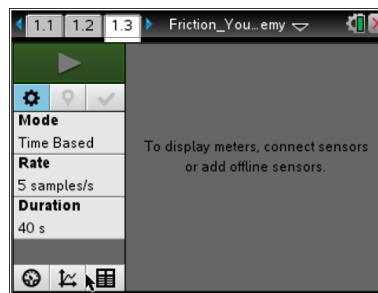 1.1 1.2 1.3 Friction_You…emy
Mode
Time Based
Rate
5 samples/s
Duration
40 s
To display meters, connect sensors
or add offline sensors.